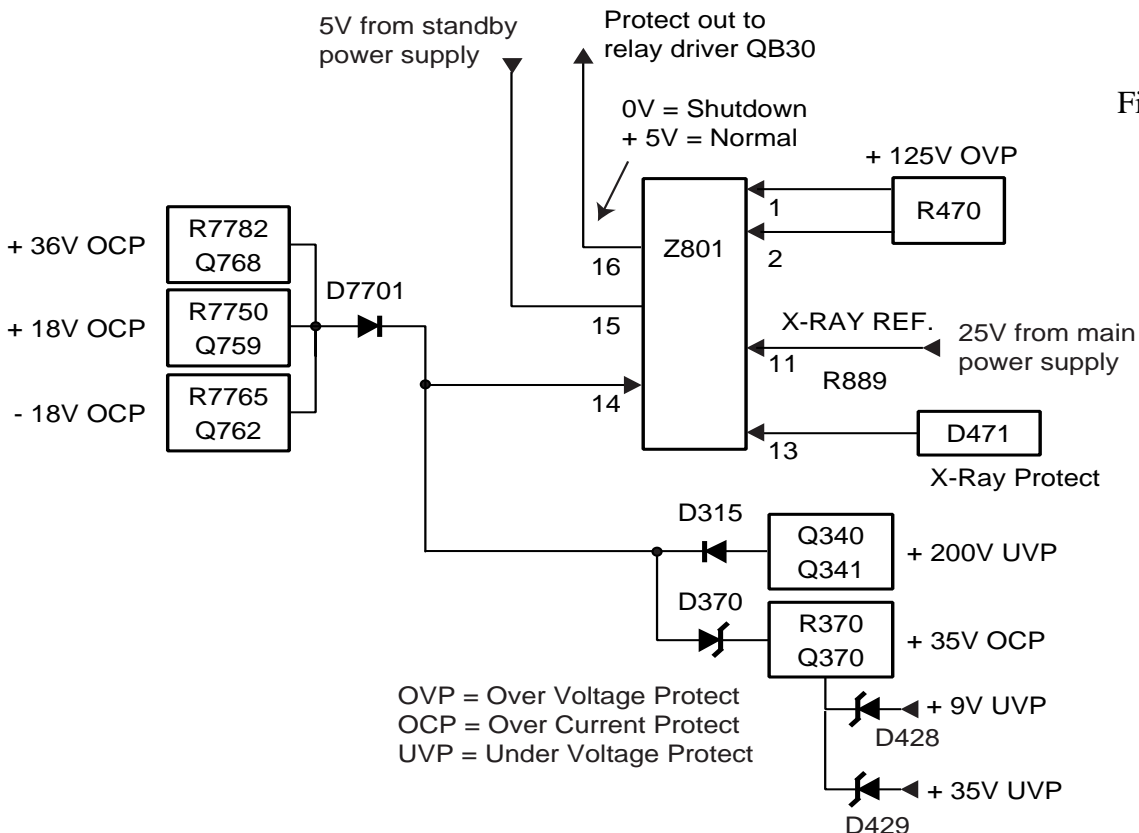 5V from standby
power supply
Protect out to
relay driver QB30
Fi
0V = Shutdown
+ 5V = Normal
+ 125V OVP
R470
1
2
Z801
16
15
14
+ 36V OCP
R7782
Q768
D7701
+ 18V OCP
R7750
Q759
- 18V OCP
R7765
Q762
X-RAY REF.
11
R889
25V from main
power supply
13
D471
X-Ray Protect
D315
Q340
Q341
+ 200V UVP
D370
R370
Q370
+ 35V OCP
OVP = Over Voltage Protect
OCP = Over Current Protect
UVP = Under Voltage Protect
+ 9V UVP
D428
+ 35V UVP
D429